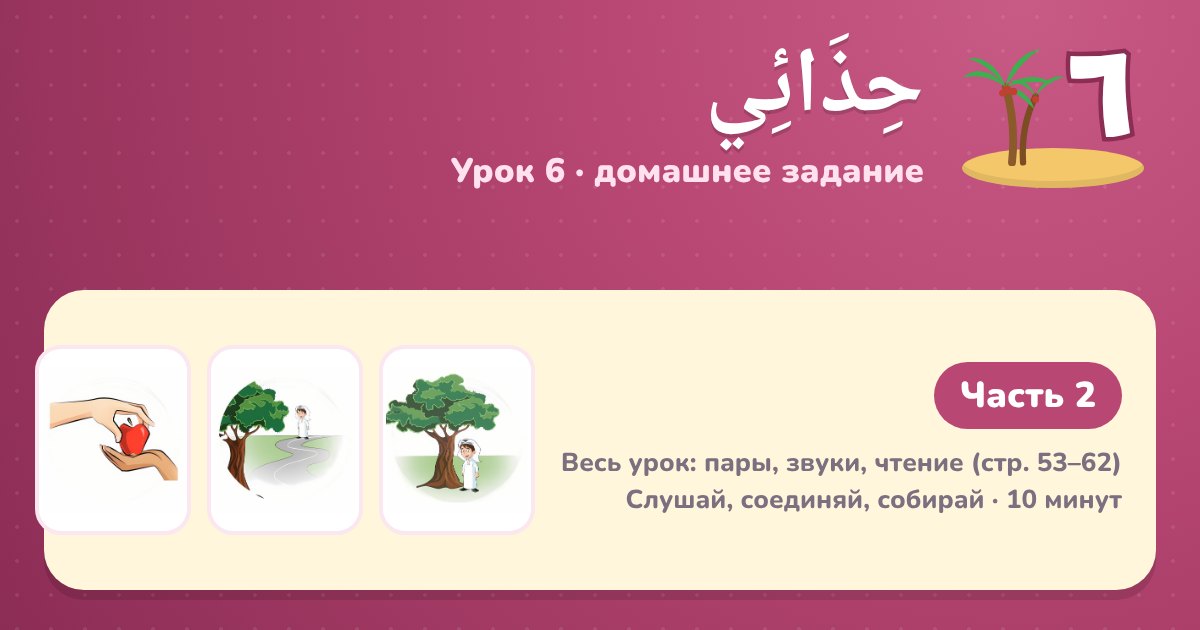 حِذَائِي
٦
Урок 6 · домашнее задание
Часть 2
Весь урок: пары, звуки, чтение (стр. 53–62)
Слушай, соединяй, собирай · 10 минут